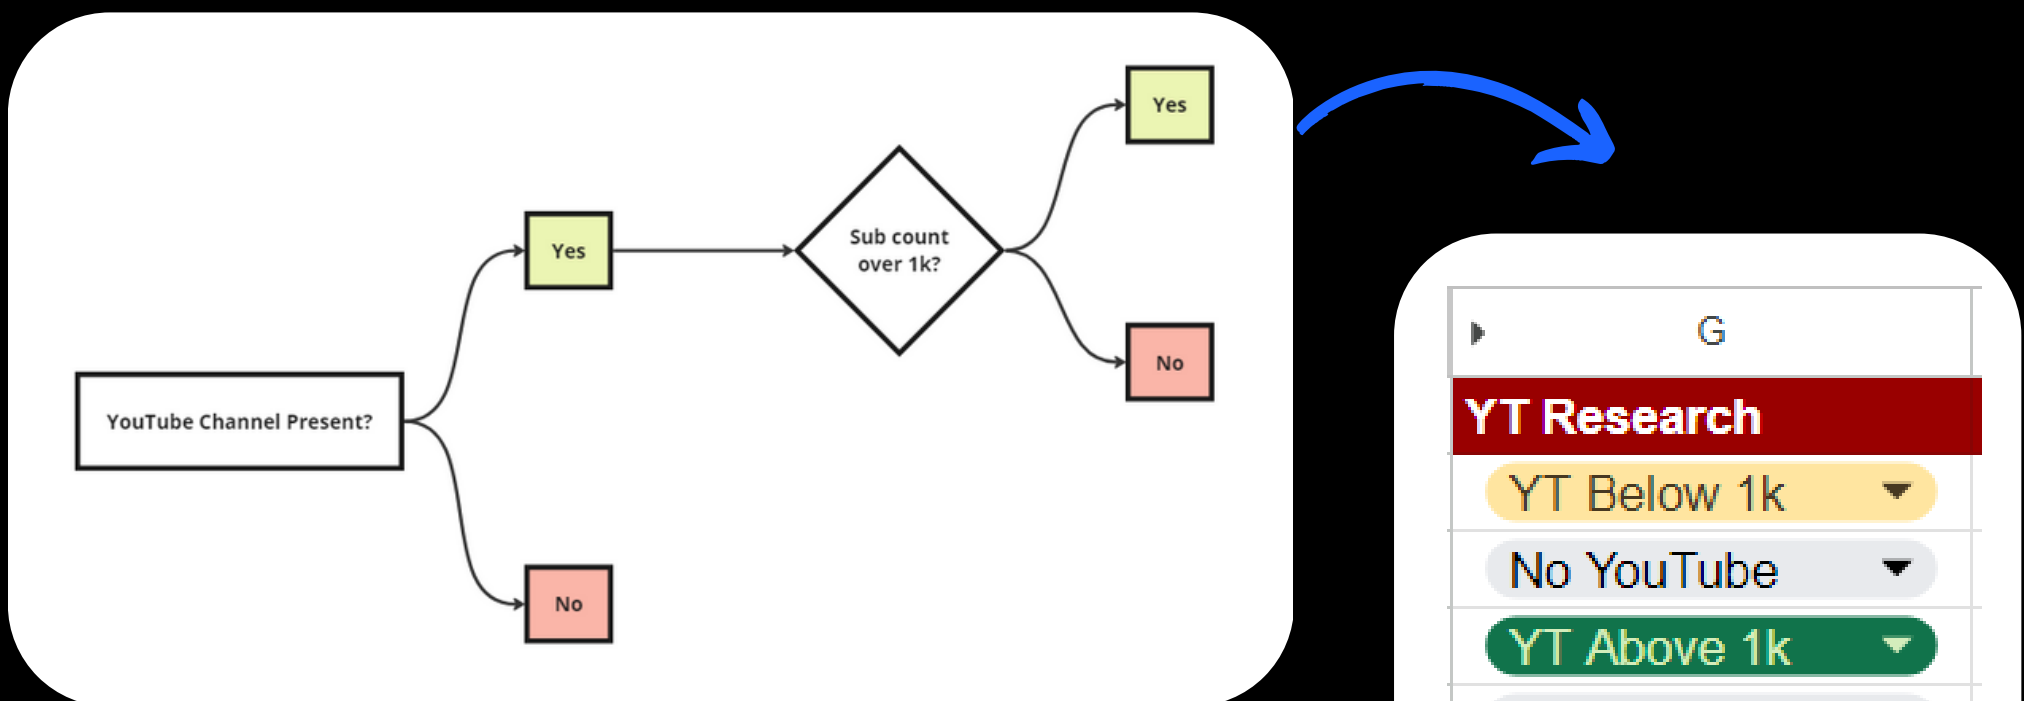 YouTube Channel Present?
Yes
No
Sub count
over 1k?
Yes
No
G
YT Research
YT Below 1k
No YouTube
YT Above 1k